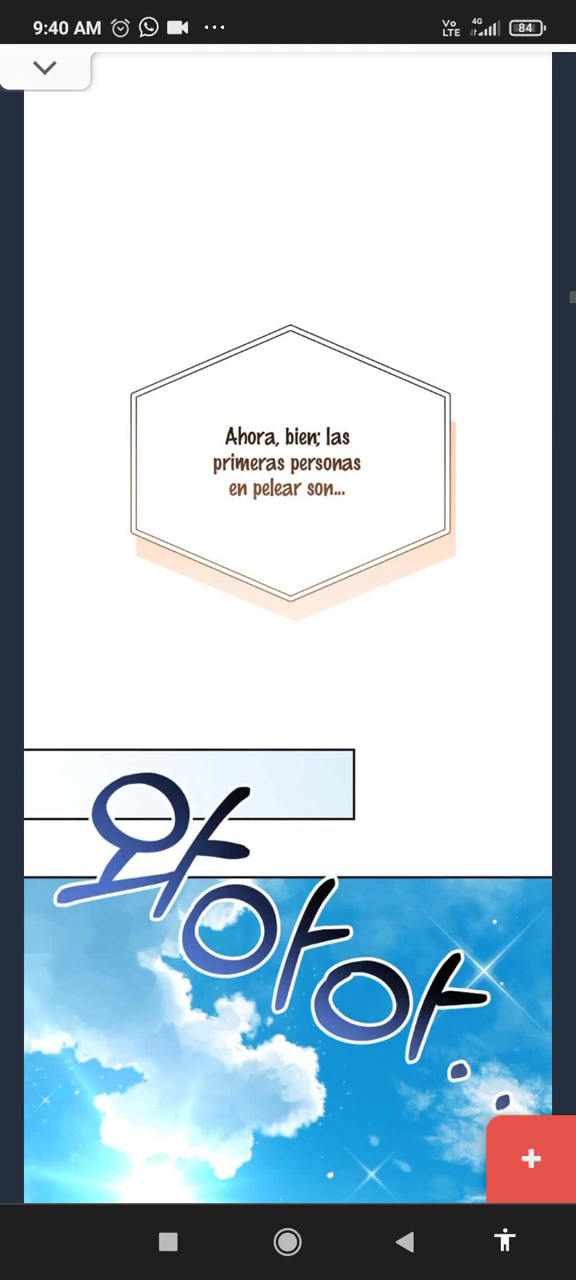 9:40 AM
Vo
LTE
4G
84
Ahora, bien; las
primeras personas
en pelear son...
와아아..